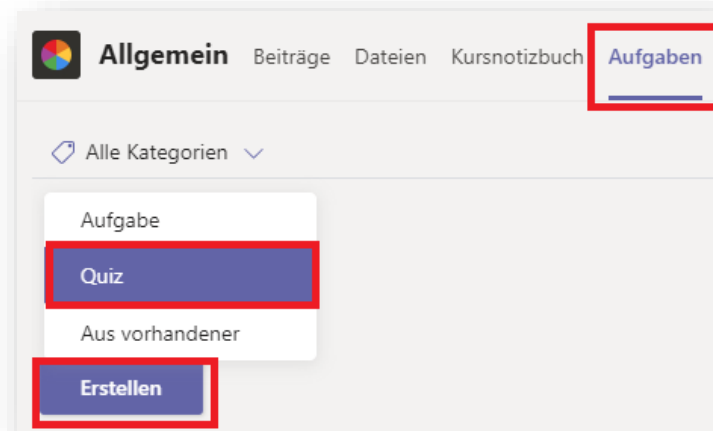 Allgemein Beiträge Dateien Kursnotizbuch Aufgaben
Alle Kategorien
Aufgabe
Quiz
Aus vorhandener
Erstellen